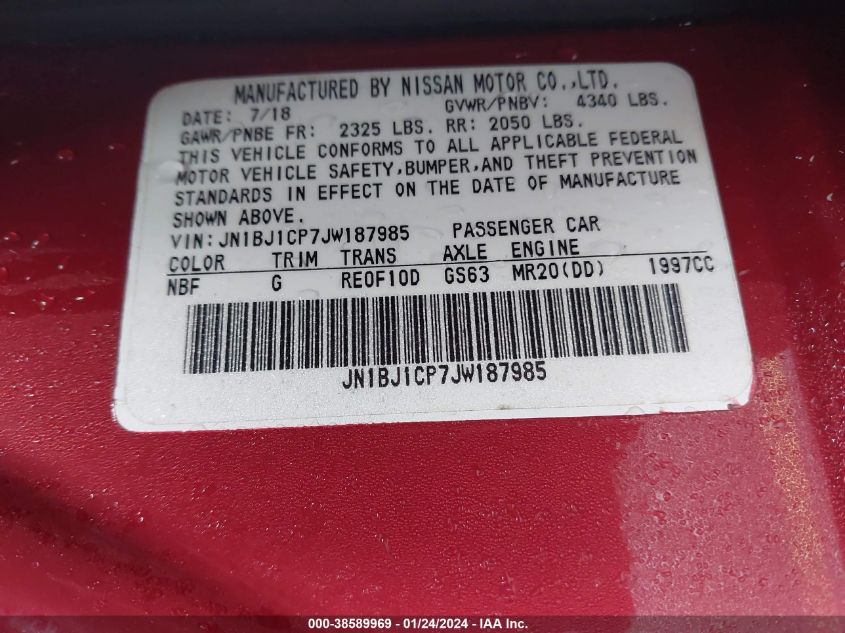 MANUFACTURED BY NISSAN MOTOR CO.,LTD.
DATE: 7/18 GVWR/PNBV: 4340 LBS.
GAWR/PNBE FR: 2325 LBS. RR: 2050 LBS.
THIS VEHICLE CONFORMS TO ALL APPLICABLE FEDERAL
MOTOR VEHICLE SAFETY,BUMPER,AND THEFT PREVENTION
STANDARDS IN EFFECT ON THE DATE OF MANUFACTURE
SHOWN ABOVE.
VIN:JN1BJ1CP7JW187985 PASSENGER CAR
COLOR TRIM TRANS AXLE ENGINE
NBF G RE0F10D GS63 MR20(DD) 1997CC
JN1BJ1CP7JW187985
000-38589969 - 01/24/2024 - IAA Inc.